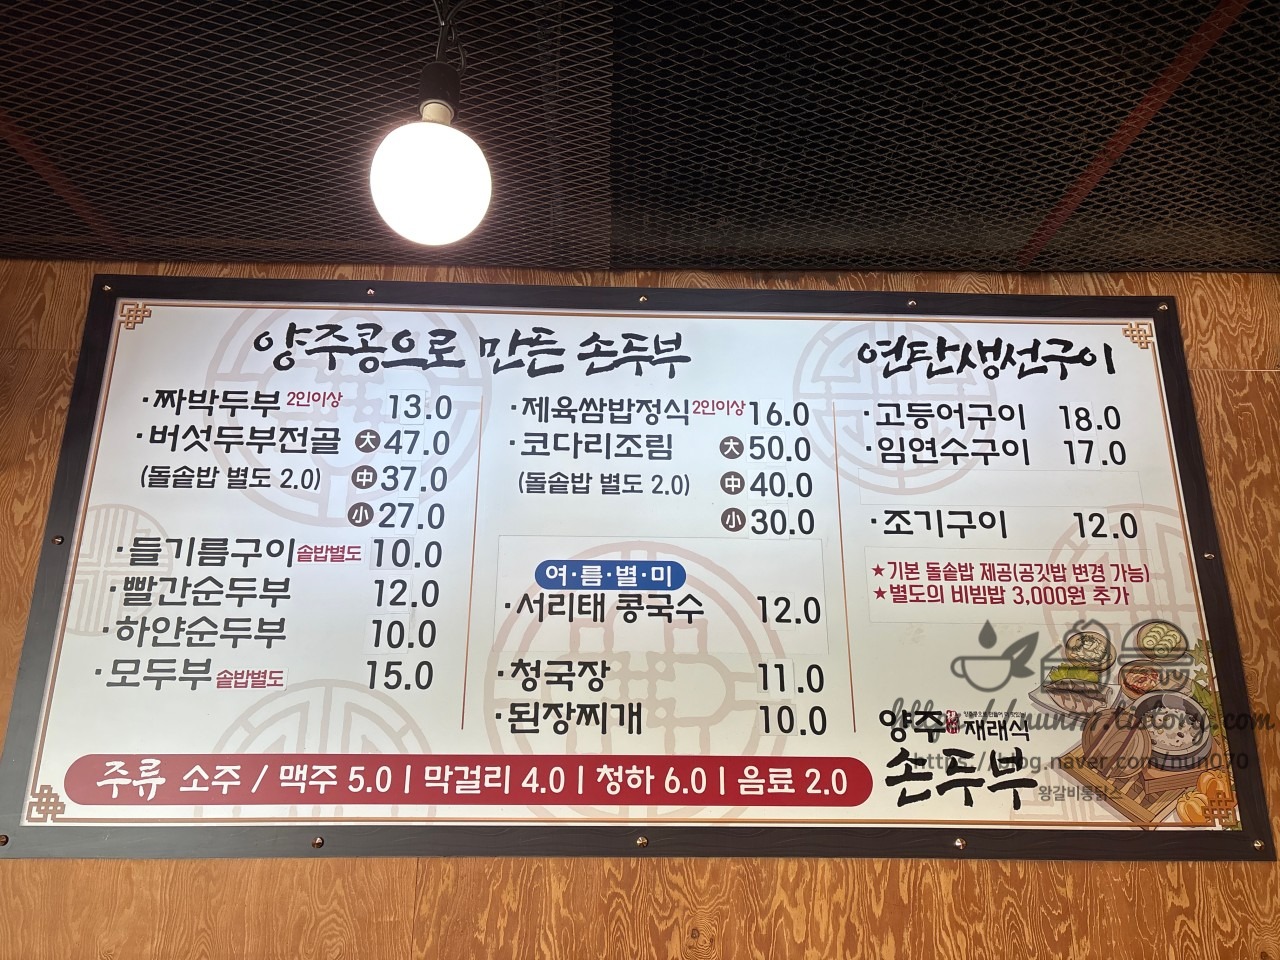 양주콩으로 만든 손두부
·짜박두부 2인이상 13.0
·버섯두부전골 大 47.0
(돌솥밥 별도 2.0) 中 37.0
小 27.0
·들기름구이 솥밥별도 10.0
·빨간순두부 12.0
·하얀순두부 10.0
·모두부 솥밥별도 15.0
·제육쌈밥정식 2인이상 16.0
·코다리조림 大 50.0
(돌솥밥 별도 2.0) 中 40.0
小 30.0
여·름·별·미
·서리태 콩국수 12.0
·청국장 11.0
·된장찌개 10.0
연탄생선구이
·고등어구이 18.0
·임연수구이 17.0
·조기구이 12.0
★기본 돌솥밥 제공(공깃밥 변경 가능)
★별도의 비빔밥 3,000원 추가
주류 소주 / 맥주 5.0 | 막걸리 4.0 | 청하 6.0 | 음료 2.0
양주 재래식
손두부
https://blog.naver.com/nun070
왕갈비통닭스